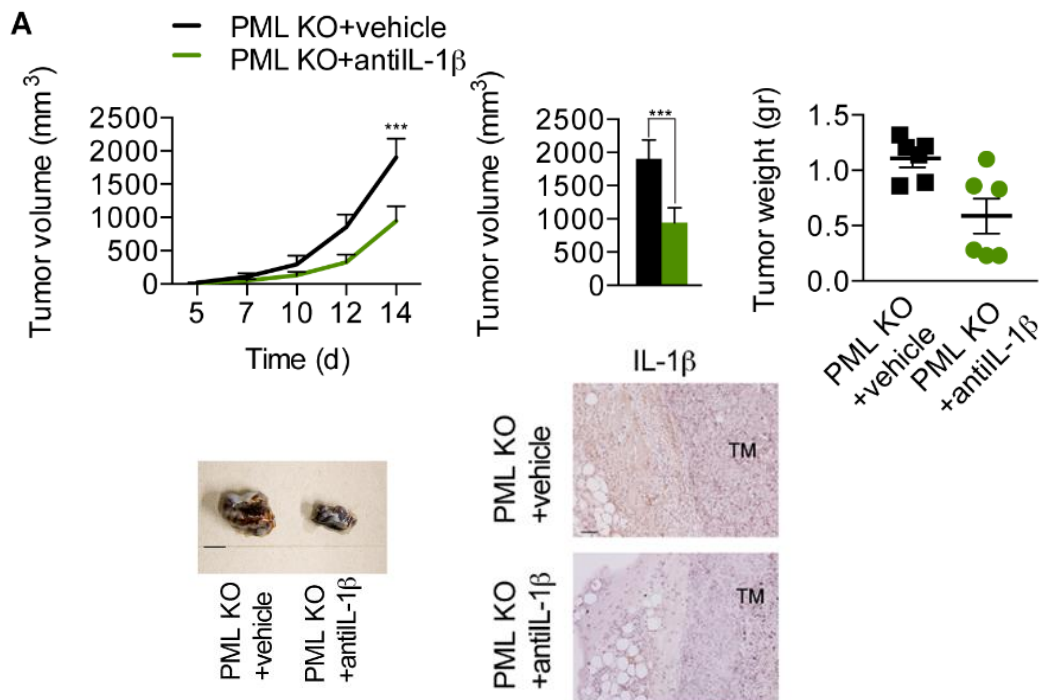 A
PML KO+vehicle
PML KO+antiIL-1β
Tumor volume (mm³)
2500
2000
1500
1000
500
0
***
5 7 10 12 14
Time (d)
Tumor volume (mm³)
2500
2000
1500
1000
500
0
***
Tumor weight (gr)
1.5
1.0
0.5
0.0
PML KO
+vehicle
PML KO
+antiIL-1β
PML KO
+vehicle
PML KO
+antiIL-1β
IL-1β
PML KO
+vehicle
TM
PML KO
+antiIL-1β
TM